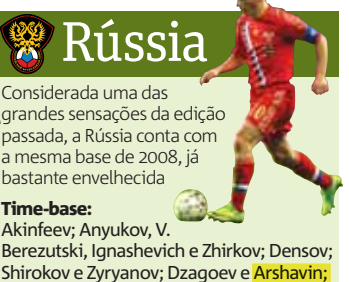 Rússia
Considerada uma das
grandes sensações da edição
passada, a Rússia conta com
a mesma base de 2008, já
bastante envelhecida
Time-base:
Akinfeev; Anyukov, V.
Berezutski, Ignashevich e Zhirkov; Densov;
Shirokov e Zyryanov; Dzagoev e Arshavin;